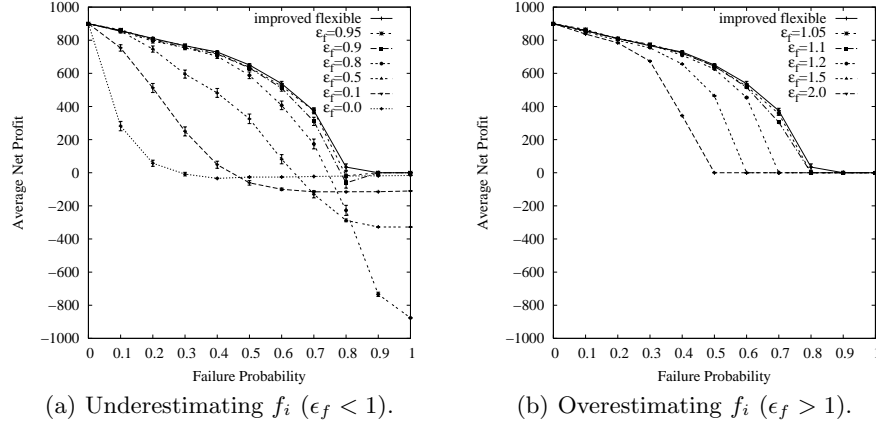 improved flexible
ϵf=0.95
ϵf=0.9
ϵf=0.8
ϵf=0.5
ϵf=0.1
ϵf=0.0
1000
800
600
400
200
0
−200
−400
−600
−800
−1000
Average Net Profit
0 0.1 0.2 0.3 0.4 0.5 0.6 0.7 0.8 0.9 1
Failure Probability
(a) Underestimating fi (ϵf < 1).
improved flexible
ϵf=1.05
ϵf=1.1
ϵf=1.2
ϵf=1.5
ϵf=2.0
1000
800
600
400
200
0
−200
−400
−600
−800
−1000
Average Net Profit
0 0.1 0.2 0.3 0.4 0.5 0.6 0.7 0.8 0.9 1
Failure Probability
(b) Overestimating fi (ϵf > 1).